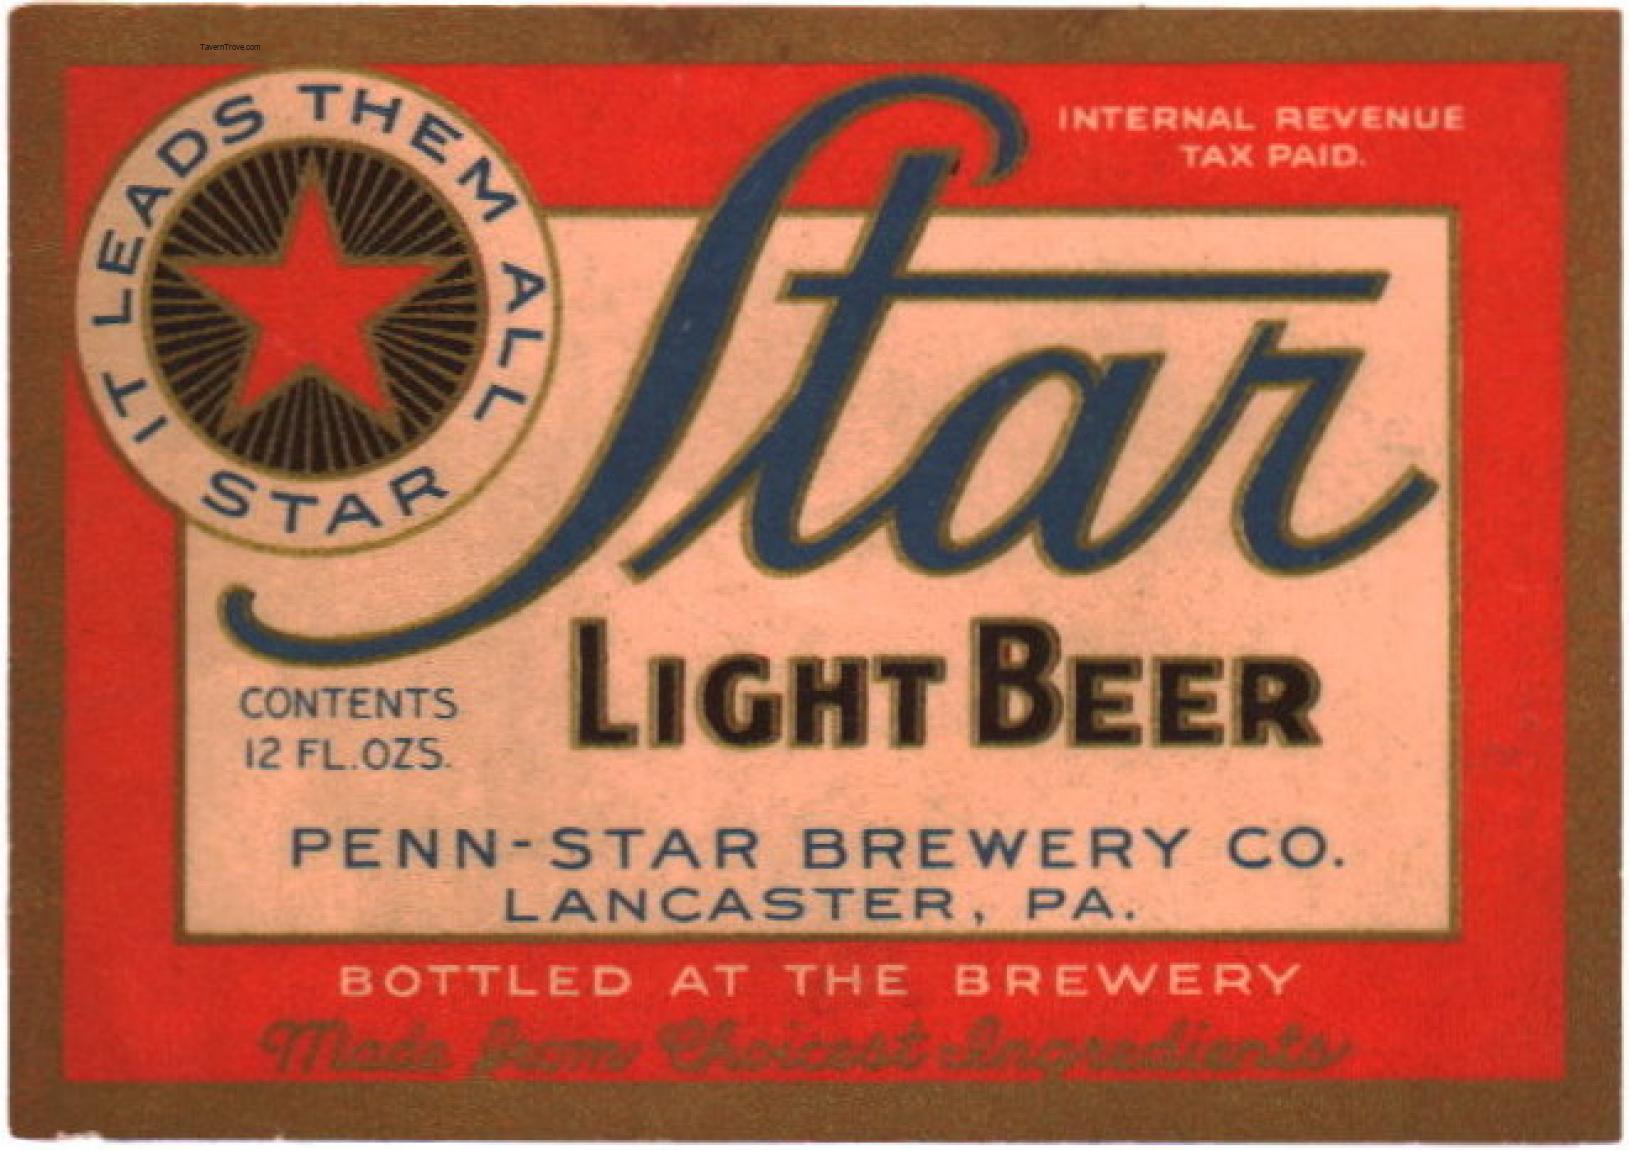 TavernTrove.com
IT LEADS THEM ALL
STAR
INTERNAL REVENUE
TAX PAID.
Star
LIGHT BEER
CONTENTS
12 FL.OZS.
PENN-STAR BREWERY CO.
LANCASTER, PA.
BOTTLED AT THE BREWERY
Made from Choicest Ingredients